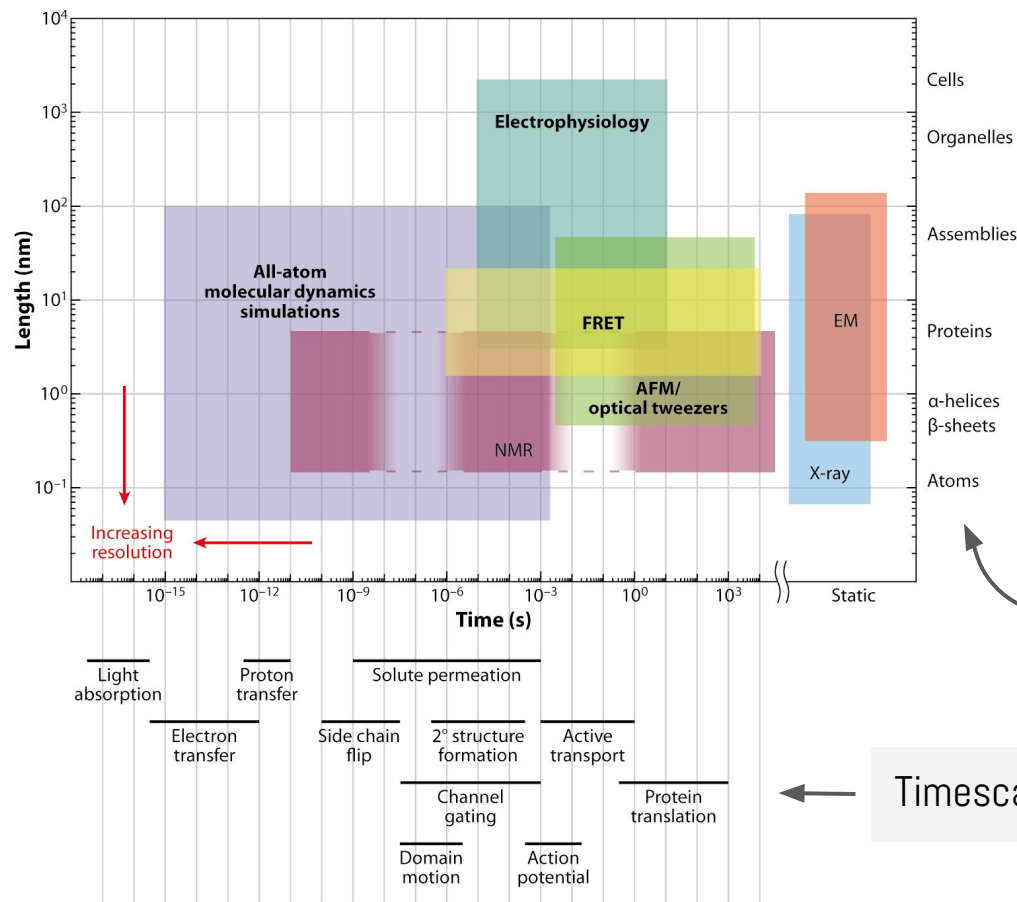 10⁴
10³
10²
10¹
10⁰
10⁻¹
Length (nm)
Electrophysiology
All-atom
molecular dynamics
simulations
FRET
AFM/
optical tweezers
NMR
EM
X-ray
Increasing
resolution
Cells
Organelles
Assemblies
Proteins
α-helices
β-sheets
Atoms
10⁻¹⁵ 10⁻¹² 10⁻⁹ 10⁻⁶ 10⁻³ 10⁰ 10³ Static
Time (s)
Light
absorption
Proton
transfer
Solute permeation
Electron
transfer
Side chain
flip
2° structure
formation
Active
transport
Channel
gating
Protein
translation
Domain
motion
Action
potential
Timesca